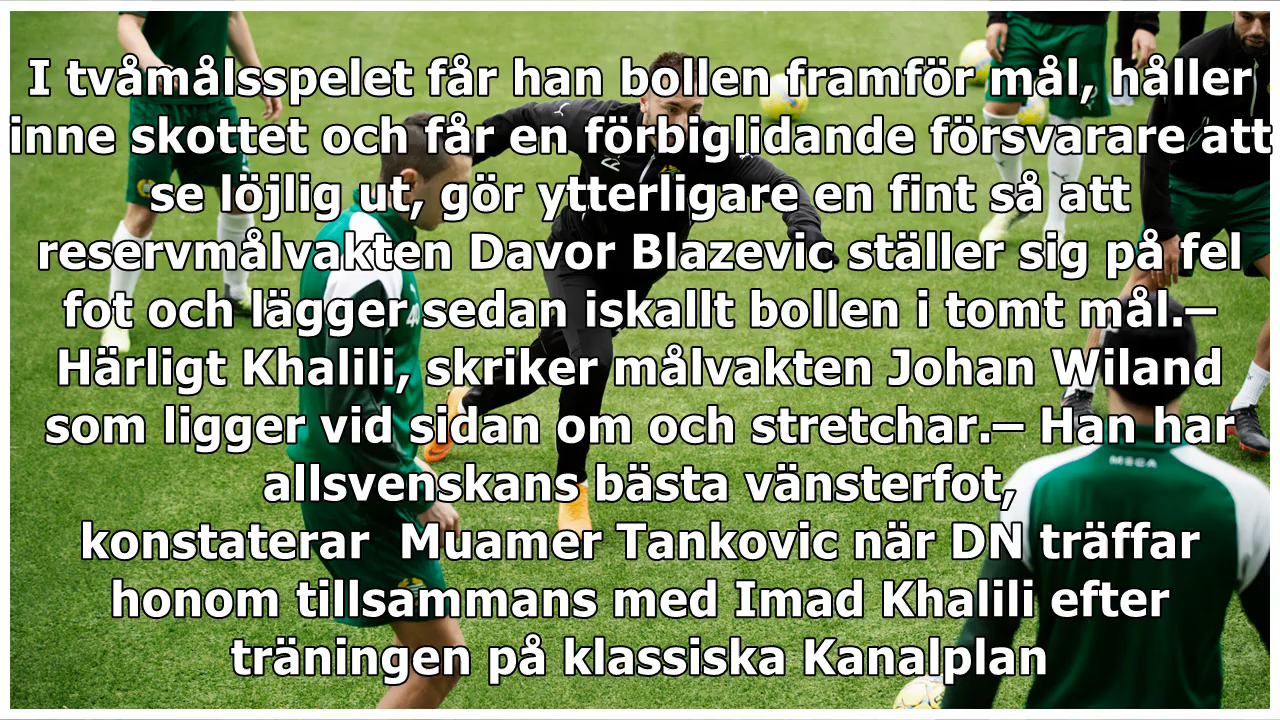 I tvåmålsspelet får han bollen framför mål, håller
inne skottet och får en förbiglidande försvarare att
se löjlig ut, gör ytterligare en fint så att
reservmålvakten Davor Blazevic ställer sig på fel
fot och lägger sedan iskallt bollen i tomt mål.–
Härligt Khalili, skriker målvakten Johan Wiland
som ligger vid sidan om och stretchar.– Han har
allsvenskans bästa vänsterfot,
konstaterar  Muamer Tankovic när DN träffar
honom tillsammans med Imad Khalili efter
träningen på klassiska Kanalplan
MECA